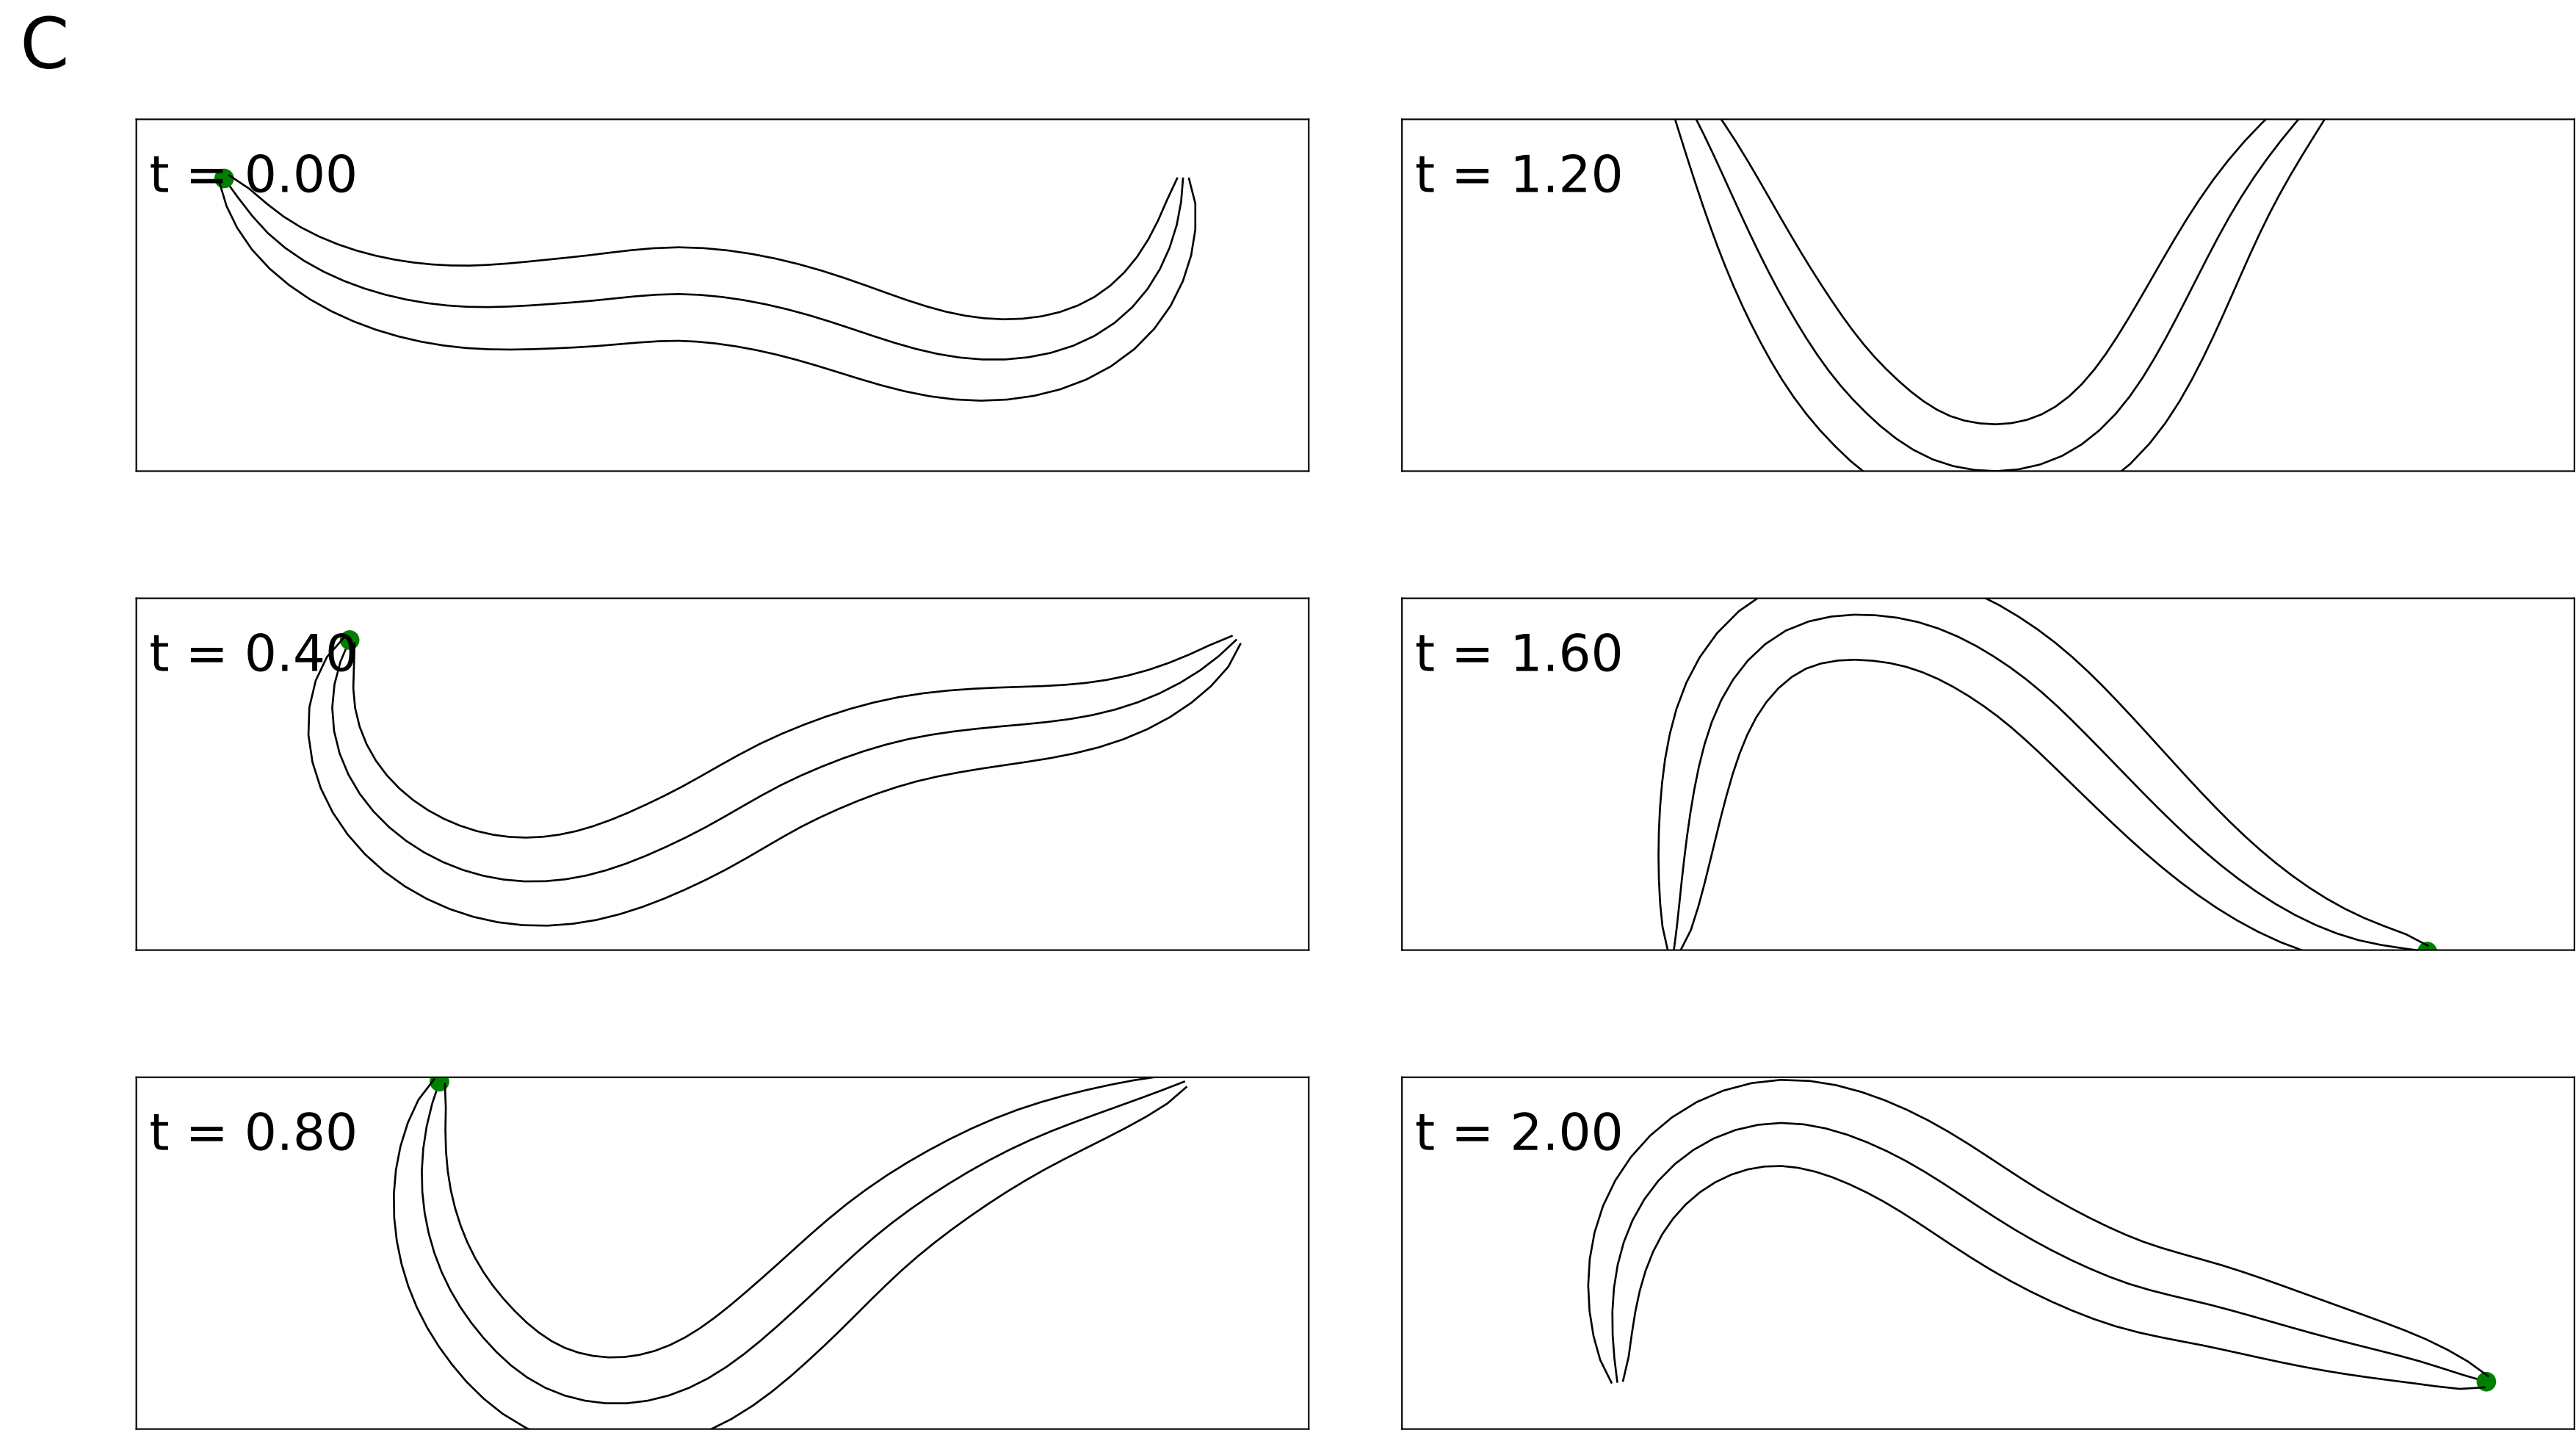 C
t = 0.00
t = 1.20
t = 0.40
t = 1.60
t = 0.80
t = 2.00